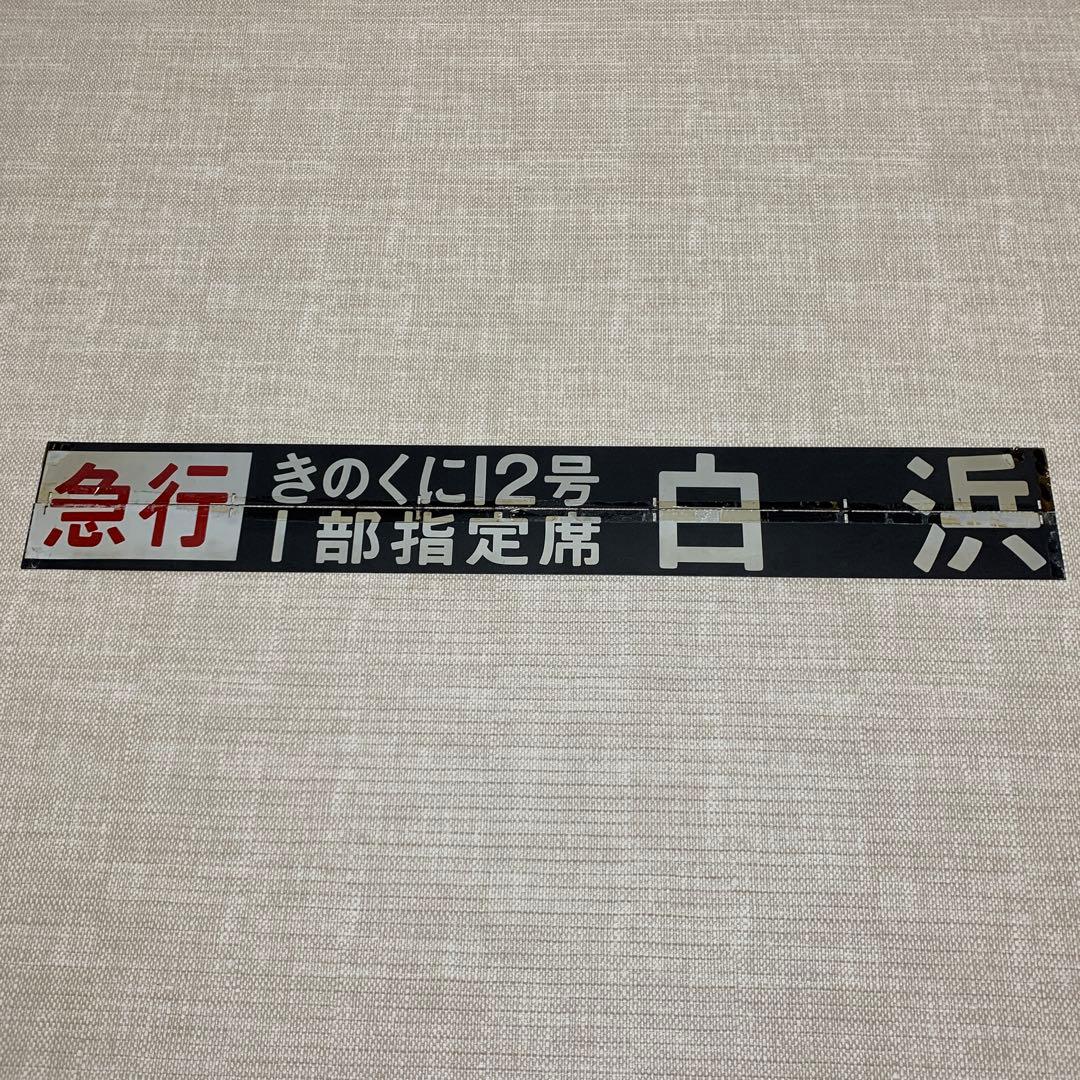 急行
きのくに12号
1部指定席
白浜